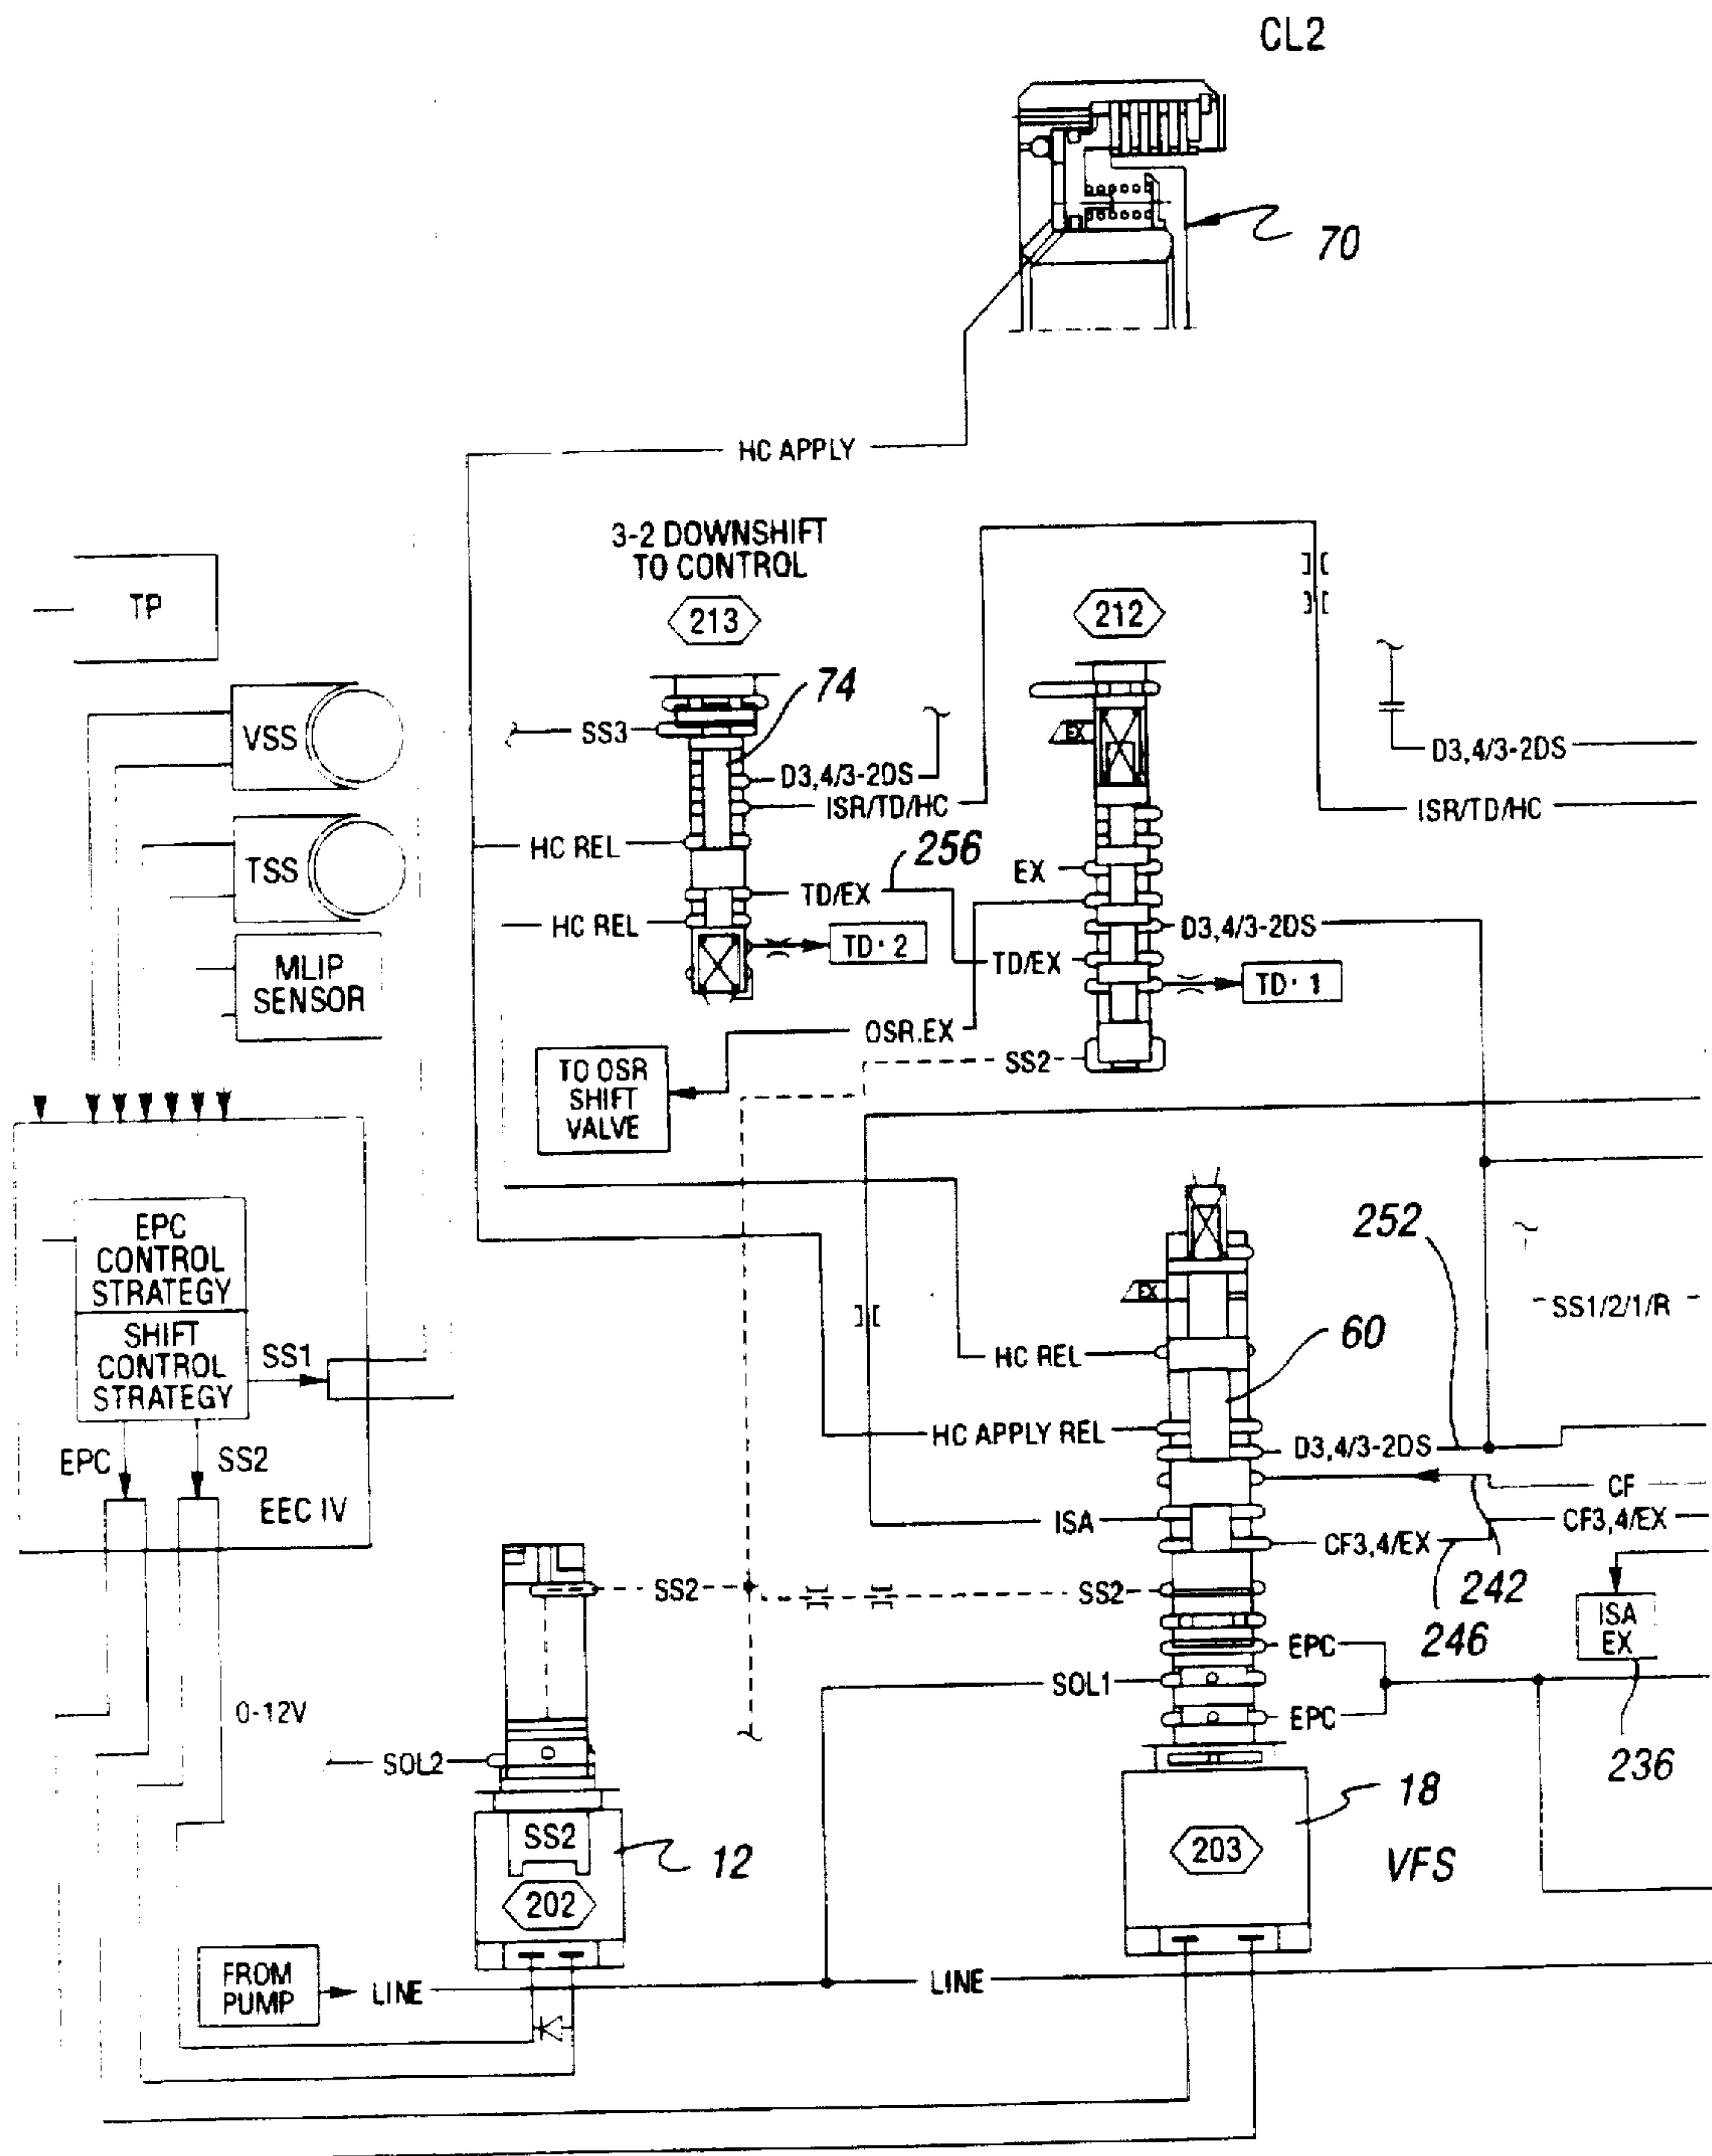 CL2
70
HC APPLY
3-2 DOWNSHIFT
TO CONTROL
213
212
TP
74
VSS
SS3
EX
D3,4/3-2DS
D3,4/3-2DS
ISR/TD/HC
ISR/TD/HC
HC REL
256
TSS
EX
TD/EX
HC REL
D3,4/3-2DS
TD·2
MLIP
SENSOR
TD/EX
TD·1
OSR.EX
SS2
TO OSR
SHIFT
VALVE
EPC
CONTROL
STRATEGY
252
EX
SS1/2/1/R
SHIFT
CONTROL
STRATEGY
SS1
60
HC REL
HC APPLY REL
D3,4/3-2DS
EPC
SS2
CF
EEC IV
ISA
CF3,4/EX
CF3,4/EX
242
SS2
SS2
246
ISA
EX
EPC
SOL1
0-12V
EPC
SOL2
236
18
SS2
12
203
VFS
202
FROM
PUMP
LINE
LINE